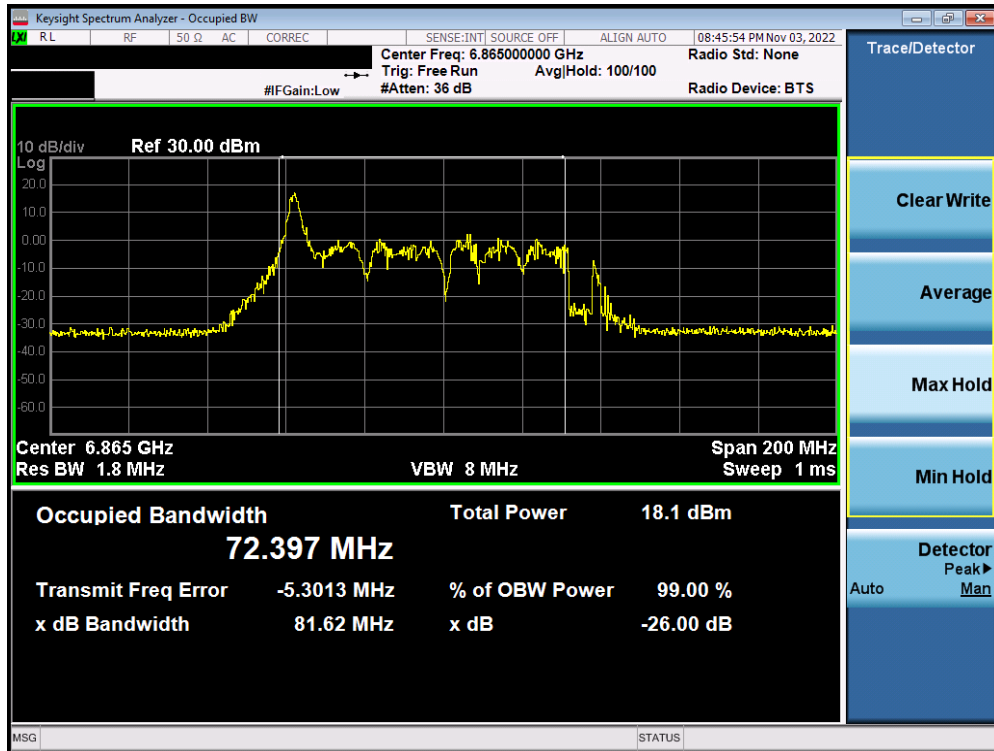 Keysight Spectrum Analyzer - Occupied BW
LXI RL RF 50 Ω AC CORREC SENSE:INT SOURCE OFF ALIGN AUTO 08:45:54 PM Nov 03, 2022
Center Freq: 6.865000000 GHz Radio Std: None
Trig: Free Run Avg|Hold: 100/100
#IFGain:Low #Atten: 36 dB Radio Device: BTS
Trace/Detector
10 dB/div Ref 30.00 dBm
Log
20.0
10.0
0.00
-10.0
-20.0
-30.0
-40.0
-50.0
-60.0
Center 6.865 GHz Span 200 MHz
Res BW 1.8 MHz VBW 8 MHz Sweep 1 ms
Occupied Bandwidth Total Power 18.1 dBm
72.397 MHz
Transmit Freq Error -5.3013 MHz % of OBW Power 99.00 %
x dB Bandwidth 81.62 MHz x dB -26.00 dB
Clear Write
Average
Max Hold
Min Hold
Detector
Peak▶
Auto Man
MSG STATUS